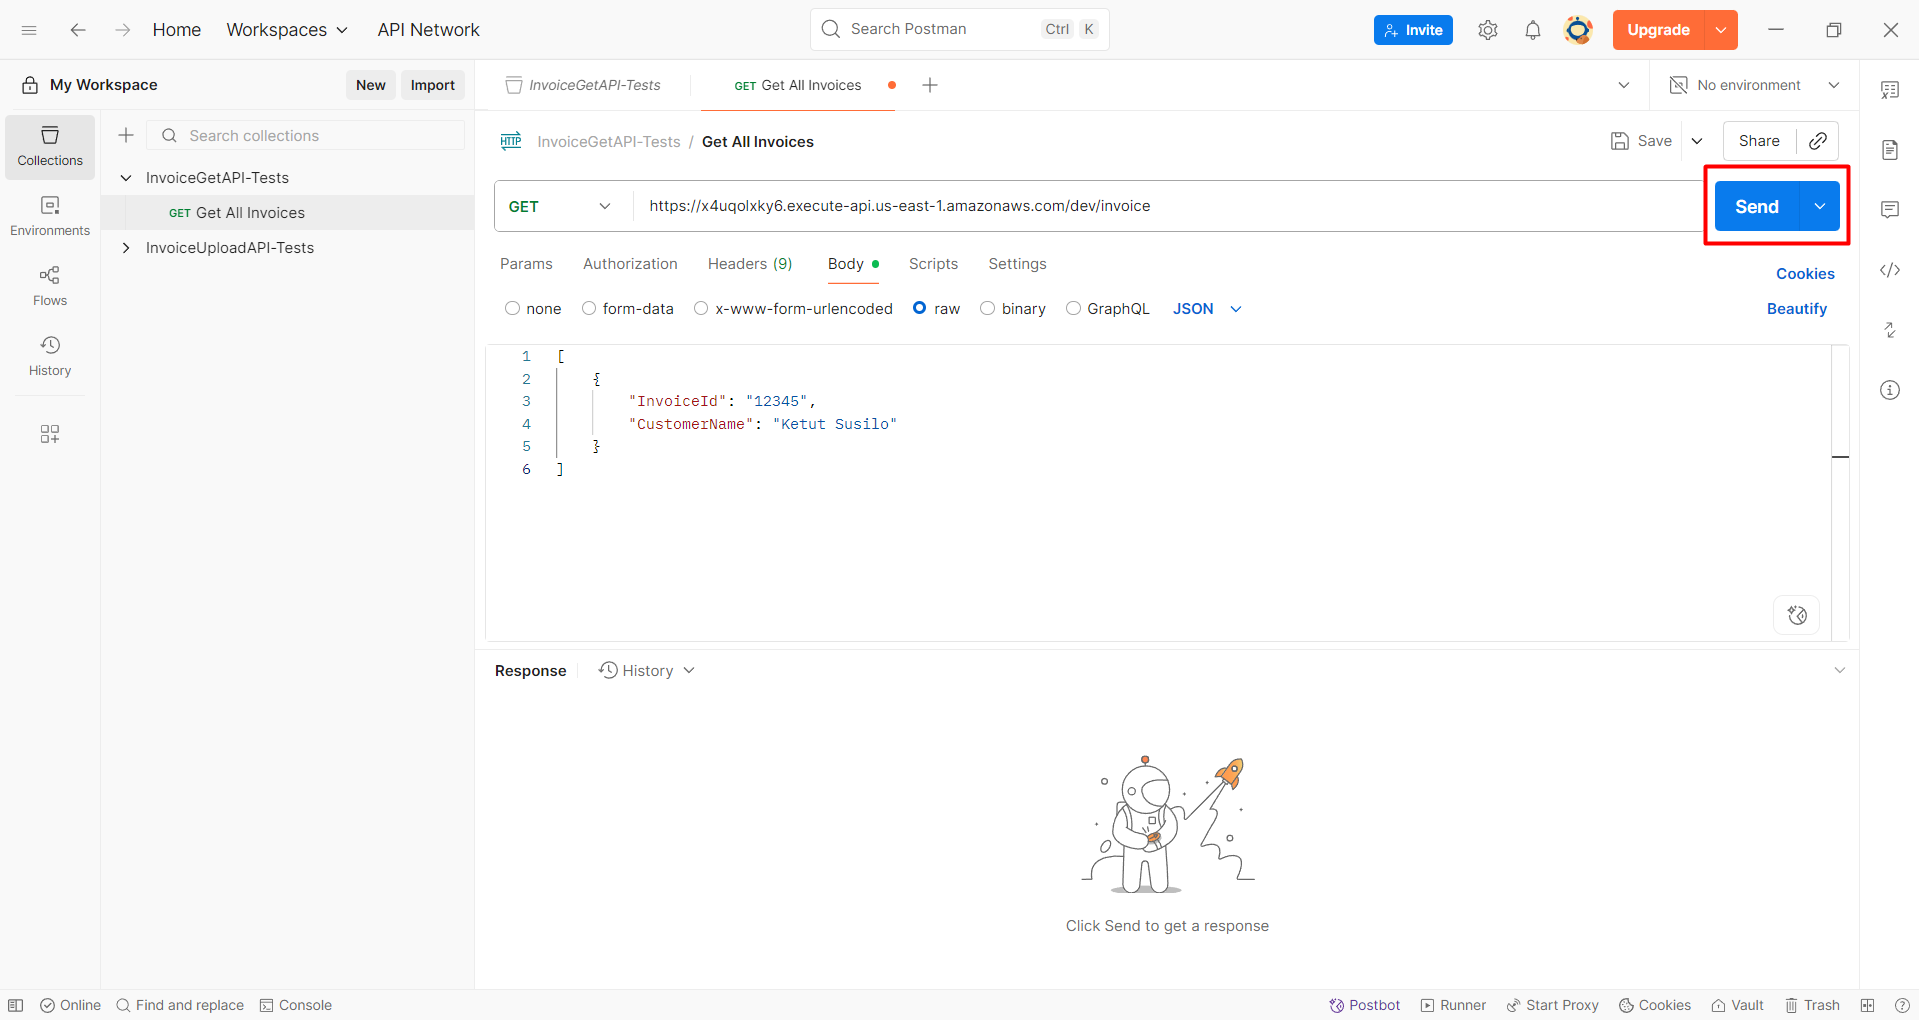 Home Workspaces API Network Search Postman Ctrl K Invite Upgrade
My Workspace New Import
InvoiceGetAPI-Tests GET Get All Invoices No environment
Collections
Environments
Flows
History
Search collections
InvoiceGetAPI-Tests
GET Get All Invoices
InvoiceUploadAPI-Tests
HTTP InvoiceGetAPI-Tests / Get All Invoices Save Share
GET https://x4uqolxky6.execute-api.us-east-1.amazonaws.com/dev/invoice Send
Params Authorization Headers (9) Body Scripts Settings Cookies
none form-data x-www-form-urlencoded raw binary GraphQL JSON Beautify
1 [
2 {
3 "InvoiceId": "12345",
4 "CustomerName": "Ketut Susilo"
5 }
6 ]
Response History
Click Send to get a response
Online Find and replace Console Postbot Runner Start Proxy Cookies Vault Trash